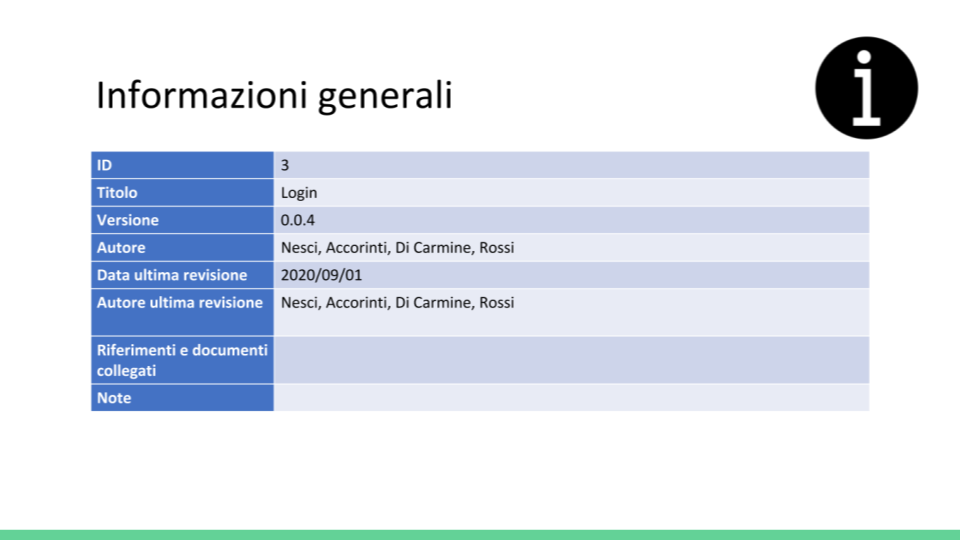 Informazioni generali
ID 3
Titolo Login
Versione 0.0.4
Autore Nesci, Accorinti, Di Carmine, Rossi
Data ultima revisione 2020/09/01
Autore ultima revisione Nesci, Accorinti, Di Carmine, Rossi
Riferimenti e documenti
collegati
Note